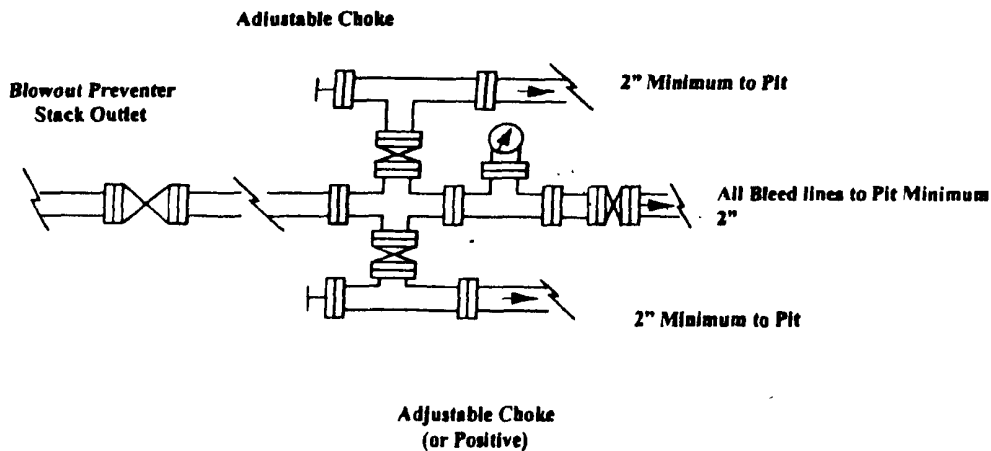 Adjustable Choke
Blowout Preventer
Stack Outlet
2" Minimum to Pit
All Bleed lines to Pit Minimum
2"
2" Minimum to Pit
Adjustable Choke
(or Positive)